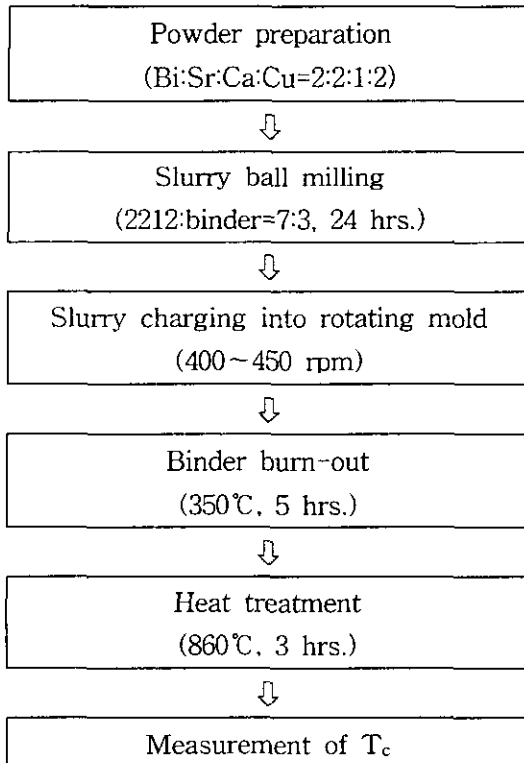 Powder preparation
(Bi:Sr:Ca:Cu=2:2:1:2)
Slurry ball milling
(2212:binder=7:3, 24 hrs.)
Slurry charging into rotating mold
(400~450 rpm)
Binder burn-out
(350℃, 5 hrs.)
Heat treatment
(860℃, 3 hrs.)
Measurement of Tc